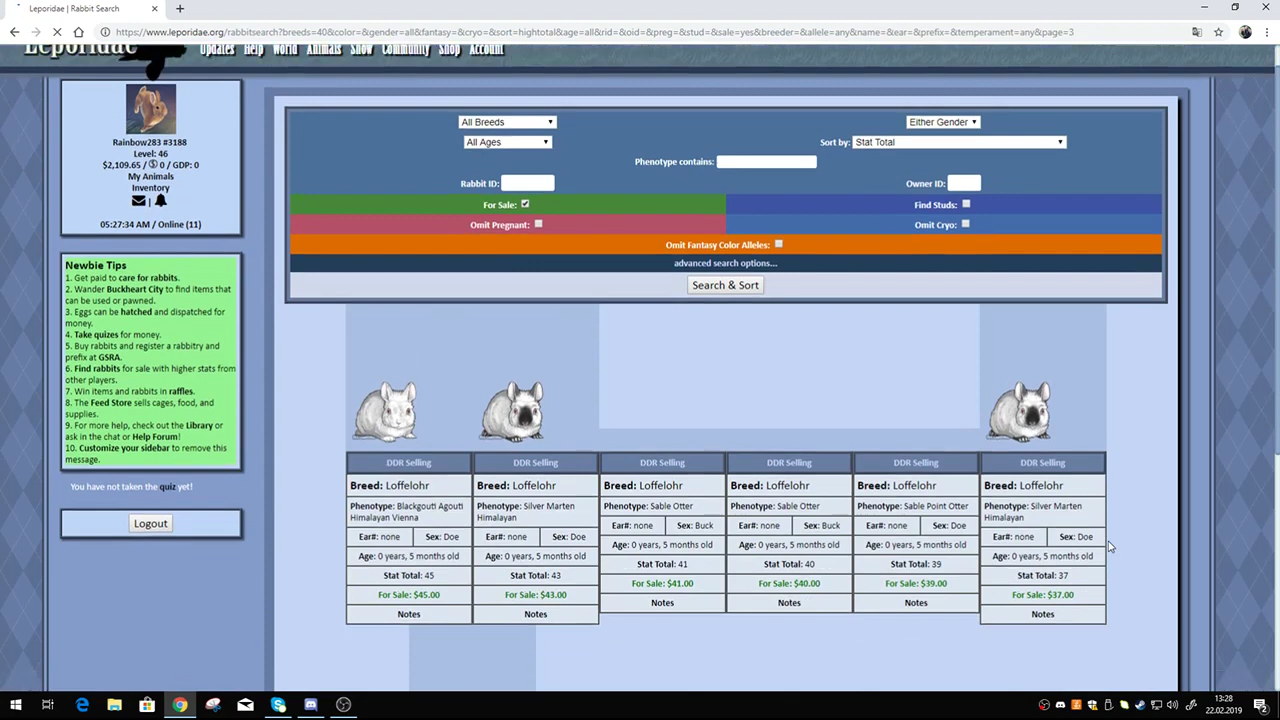 Leporidae | Rabbit Search
https://www.leporidae.org/rabbitsearch?breeds=40&color=&gender=all&fantasy=&cryo=&sort=hightotal&age=all&rid=&oid=&preg=&stud=&sale=yes&breeder=&allele=any&name=&ear=&prefix=&temperament=any&page=3
Leporidae Updates Help World Animals Show Community Shop Account
Rainbow283 #3188
Level: 46
$2,109.65 / 0 / GDP: 0
My Animals
Inventory
|
05:27:34 AM / Online (11)
Newbie Tips
1. Get paid to care for rabbits.
2. Wander Buckheart City to find items that
can be used or pawned.
3. Eggs can be hatched and dispatched for
money.
4. Take quizes for money.
5. Buy rabbits and register a rabbitry and
prefix at GSRA.
6. Find rabbits for sale with higher stats from
other players.
7. Win items and rabbits in raffles.
8. The Feed Store sells cages, food, and
supplies.
9. For more help, check out the Library or
ask in the chat or Help Forum!
10. Customize your sidebar to remove this
message.
You have not taken the quiz yet!
Logout
All Breeds Either Gender
All Ages Sort by: Stat Total
Phenotype contains:
Rabbit ID: Owner ID:
For Sale: Find Studs:
Omit Pregnant: Omit Cryo:
Omit Fantasy Color Alleles:
advanced search options...
Search & Sort
DDR Selling DDR Selling DDR Selling DDR Selling DDR Selling DDR Selling
Breed: Loffelohr Breed: Loffelohr Breed: Loffelohr Breed: Loffelohr Breed: Loffelohr Breed: Loffelohr
Phenotype: Blackgouti Agouti Phenotype: Silver Marten Phenotype: Sable Otter Phenotype: Sable Otter Phenotype: Sable Point Otter Phenotype: Silver Marten
Himalayan Vienna Himalayan Himalayan
Ear#: none Sex: Doe Ear#: none Sex: Doe Ear#: none Sex: Buck Ear#: none Sex: Buck Ear#: none Sex: Doe Ear#: none Sex: Doe
Age: 0 years, 5 months old Age: 0 years, 5 months old Age: 0 years, 5 months old Age: 0 years, 5 months old Age: 0 years, 5 months old Age: 0 years, 5 months old
Stat Total: 45 Stat Total: 43 Stat Total: 41 Stat Total: 40 Stat Total: 39 Stat Total: 37
For Sale: $45.00 For Sale: $43.00 For Sale: $41.00 For Sale: $40.00 For Sale: $39.00 For Sale: $37.00
Notes Notes Notes Notes Notes Notes
13:28
22.02.2019